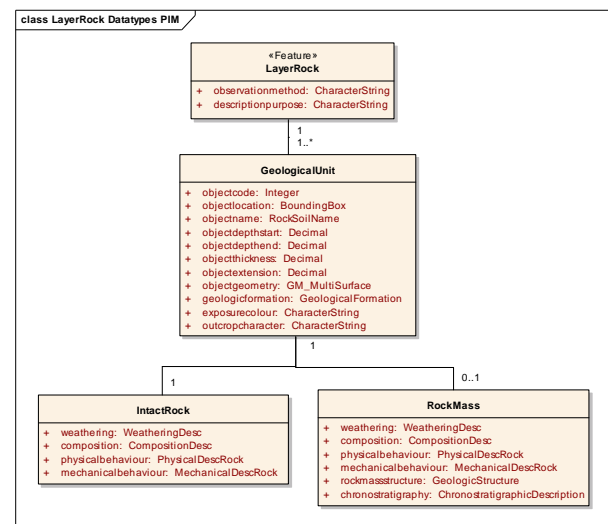 class LayerRock Datatypes PIM
«Feature»
LayerRock
+ observationmethod: CharacterString
+ descriptionpurpose: CharacterString
1
1..*
GeologicalUnit
+ objectcode: Integer
+ objectlocation: BoundingBox
+ objectname: RockSoilName
+ objectdepthstart: Decimal
+ objectdepthend: Decimal
+ objectthickness: Decimal
+ objectextension: Decimal
+ objectgeometry: GM_MultiSurface
+ geologicformation: GeologicalFormation
+ exposurecolour: CharacterString
+ outcropcharacter: CharacterString
1
1
0..1
IntactRock
+ weathering: WeatheringDesc
+ composition: CompositionDesc
+ physicalbehaviour: PhysicalDescRock
+ mechanicalbehaviour: MechanicalDescRock
RockMass
+ weathering: WeatheringDesc
+ composition: CompositionDesc
+ physicalbehaviour: PhysicalDescRock
+ mechanicalbehaviour: MechanicalDescRock
+ rockmassstructure: GeologicStructure
+ chronostratigraphy: ChronostratigraphicDescription